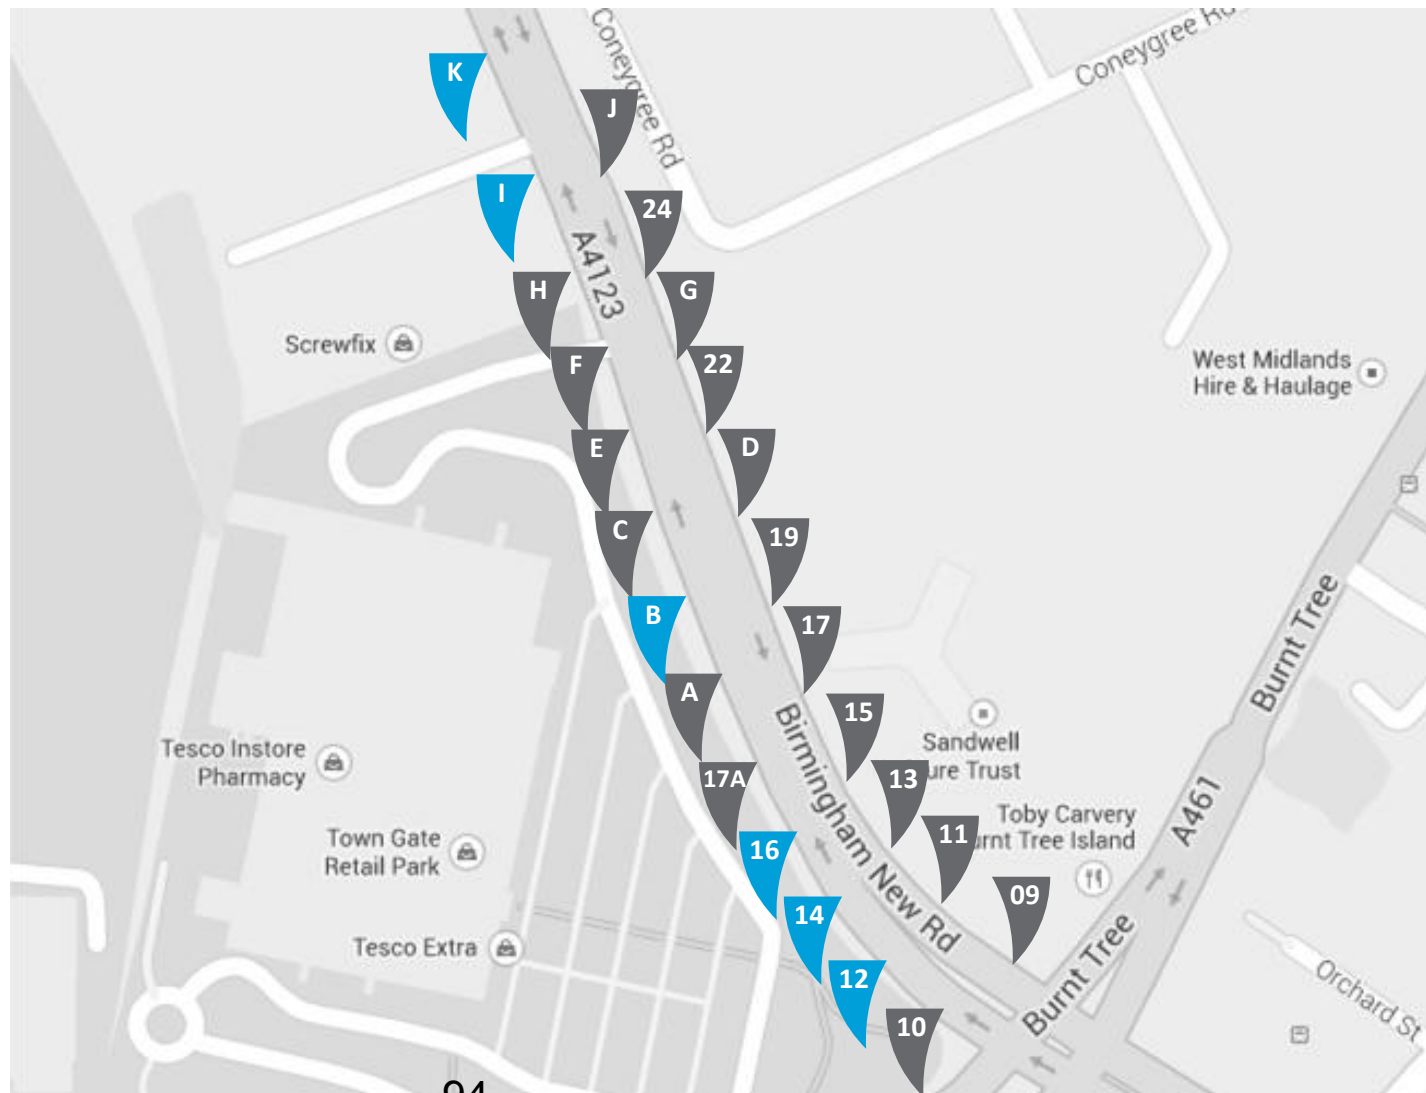 Coneygree Rd
Coneygree Rd
K
J
I
24
A4123
H
G
Screwfix
F
22
West Midlands
Hire & Haulage
E
D
C
19
B
17
Burnt Tree
A
15
Birmingham New Rd
Sandwell
ure Trust
Tesco Instore
Pharmacy
17A
13
A461
Toby Carvery
urnt Tree Island
11
16
Town Gate
Retail Park
09
14
Tesco Extra
12
Burnt Tree
Orchard St
10